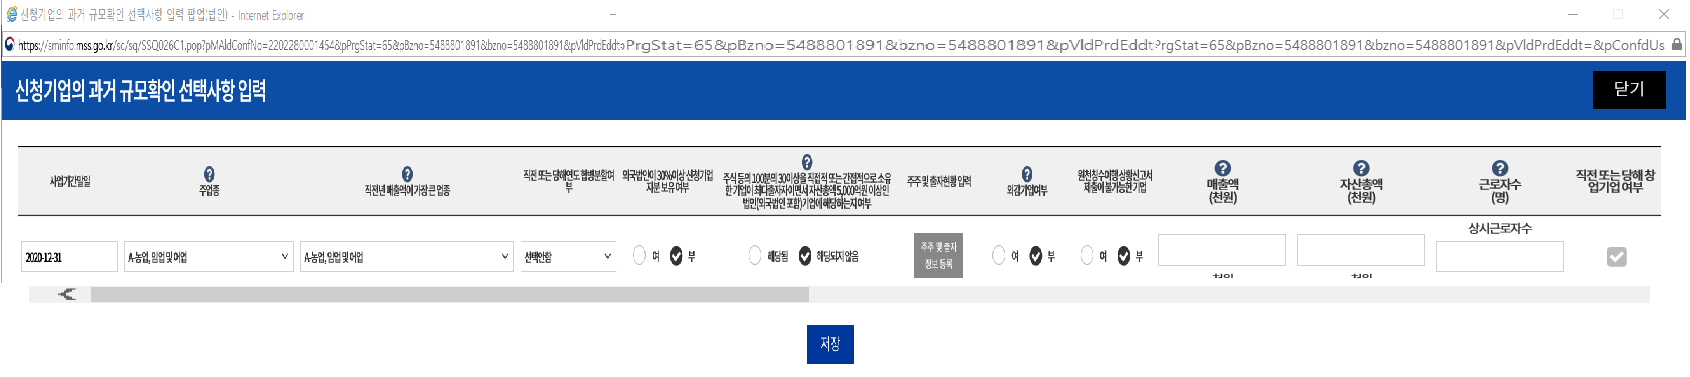 신청기업의 과거 규모확인 선택사항 입력 팝업(법인) - Internet Explorer
https://sminfo.mss.go.kr/sc/sq/SSQ026C1.pop?pMAldConfNo=2202280001454&pPrgStat=65&pBzno=5488801891&bzno=5488801891&pVldPrdEddt=PrgStat=65&pBzno=5488801891&bzno=5488801891&pVldPrdEddt=PrgStat=65&pBzno=5488801891&bzno=5488801891&pVldPrdEddt=&pConfdUs
신청기업의 과거 규모확인 선택사항 입력
닫기
사업기간말일
주업종
직전년 매출액이 가장 큰 업종
직전 또는 당해연도 합병분할여
부
외국법인이 30%이상 신청기업
지분 보유 여부
주식 등의 100분의 30이상을 직접적 또는 간접적으로 소유
한 기업이 최다출자자이면서 자산총액 5,000억원 이상인
법인(외국법인 포함)기업에 해당하는지 여부
주주 및 출자현황 입력
외감기업여부
원천징수이행상황신고서
제출이 불가능한 기업
매출액
(천원)
자산총액
(천원)
근로자수
(명)
직전 또는 당해 창
업기업 여부
2020-12-31
A-농업, 임업 및 어업
A-농업, 임업 및 어업
선택안함
여 부
해당됨 해당되지 않음
주주 및 출자
정보 등록
여 부
여 부
천원
천원
상시근로자수
저장